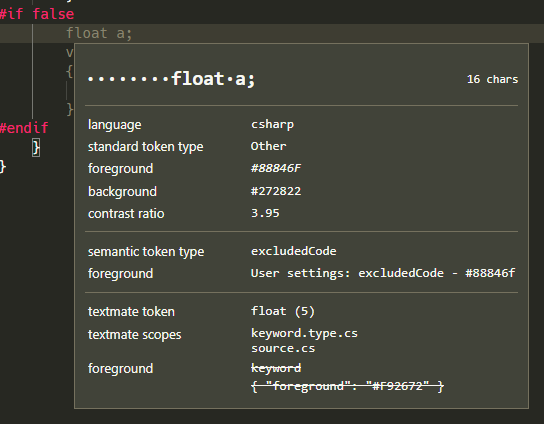 #if false
float a;
v
{
········float·a;
16 chars
language csharp
standard token type Other
foreground #88846F
background #272822
contrast ratio 3.95
}
semantic token type excludedCode
foreground User settings: excludedCode - #88846f
textmate token float (5)
textmate scopes keyword.type.cs
source.cs
foreground keyword
{ "foreground": "#F92672" }
#endif
}
}